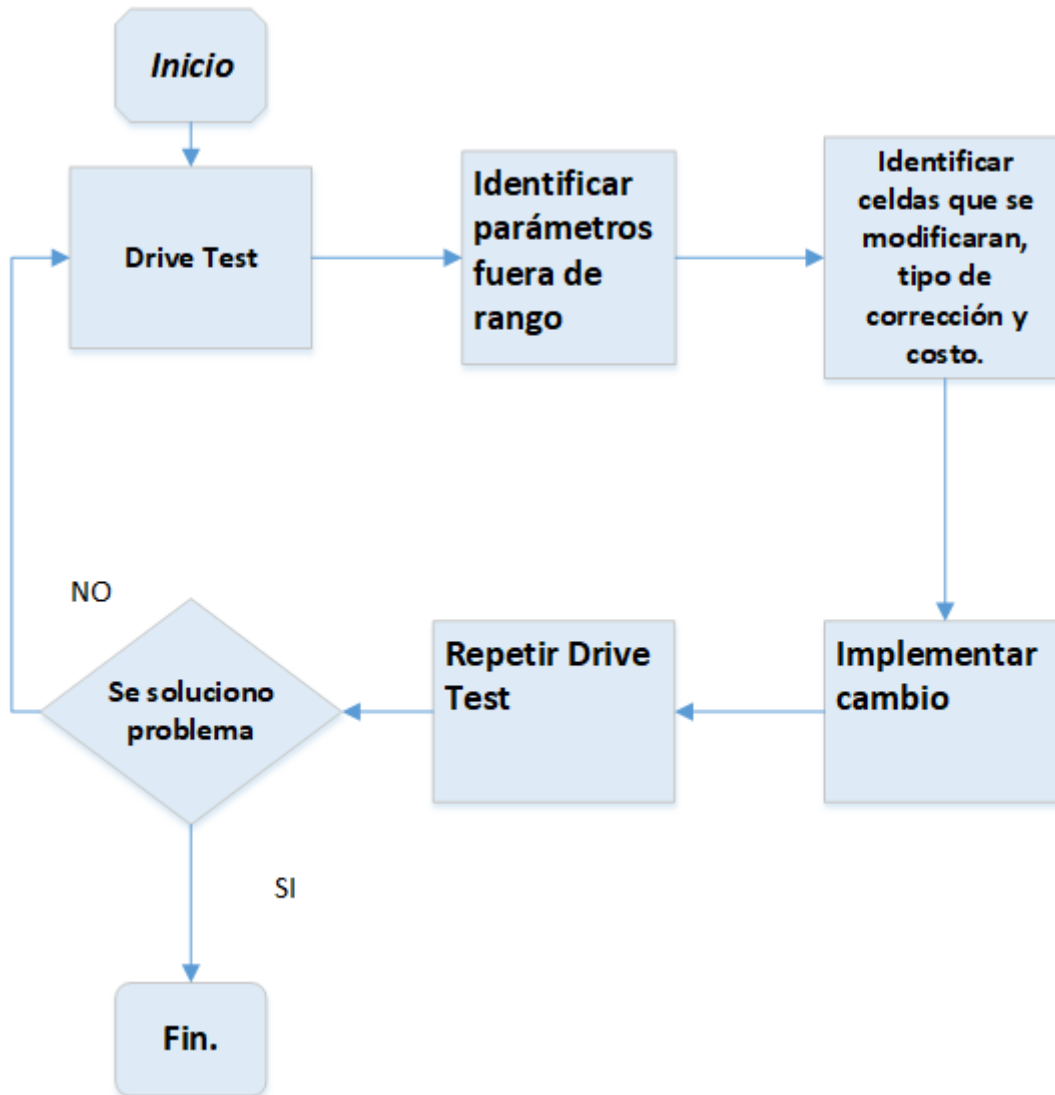 Inicio
Drive Test
Identificar
parámetros
fuera de
rango
Identificar
celdas que se
modificaran,
tipo de
corrección y
costo.
Implementar
cambio
Repetir Drive
Test
Se soluciono
problema
NO
SI
Fin.